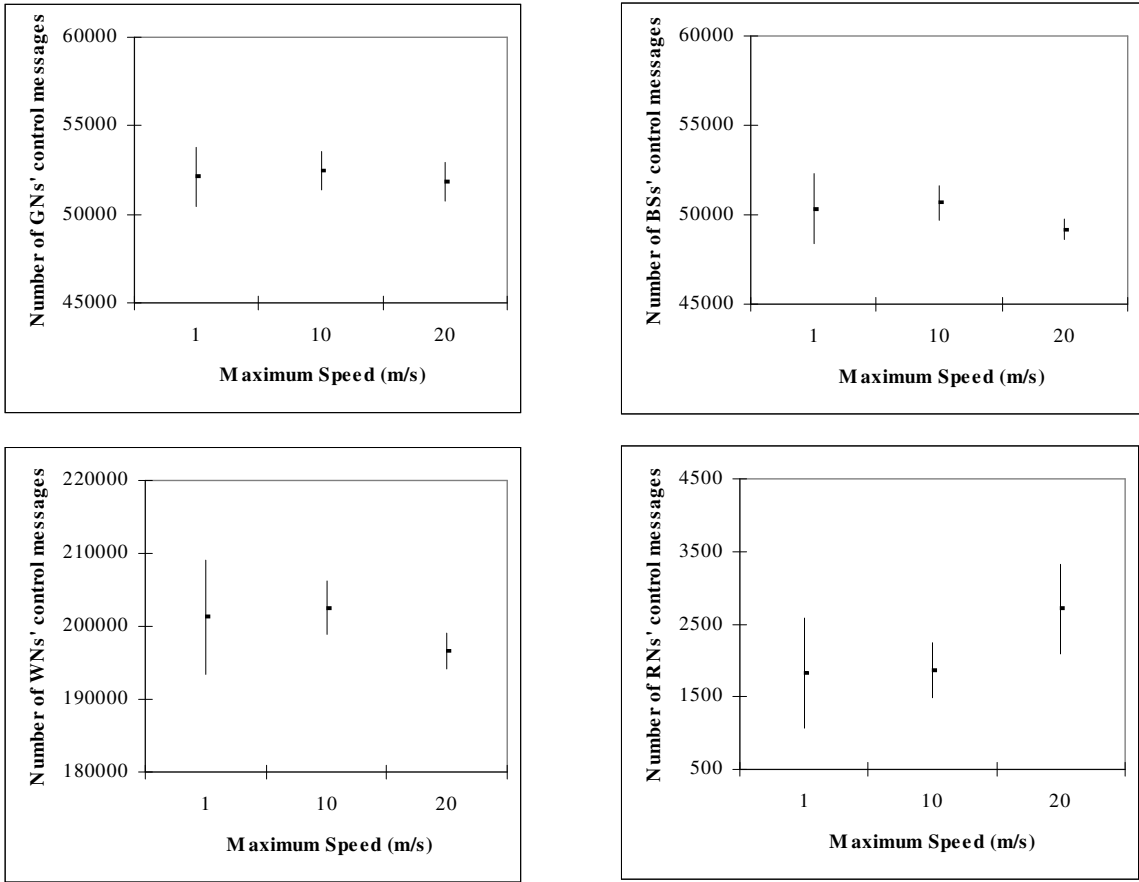 Number of GNs' control messages
60000
55000
50000
45000
1 10 20
Maximum Speed (m/s)
Number of BSs' control messages
60000
55000
50000
45000
1 10 20
Maximum Speed (m/s)
Number of WNs' control messages
220000
210000
200000
190000
180000
1 10 20
Maximum Speed (m/s)
Number of RNs' control messages
4500
3500
2500
1500
500
1 10 20
Maximum Speed (m/s)